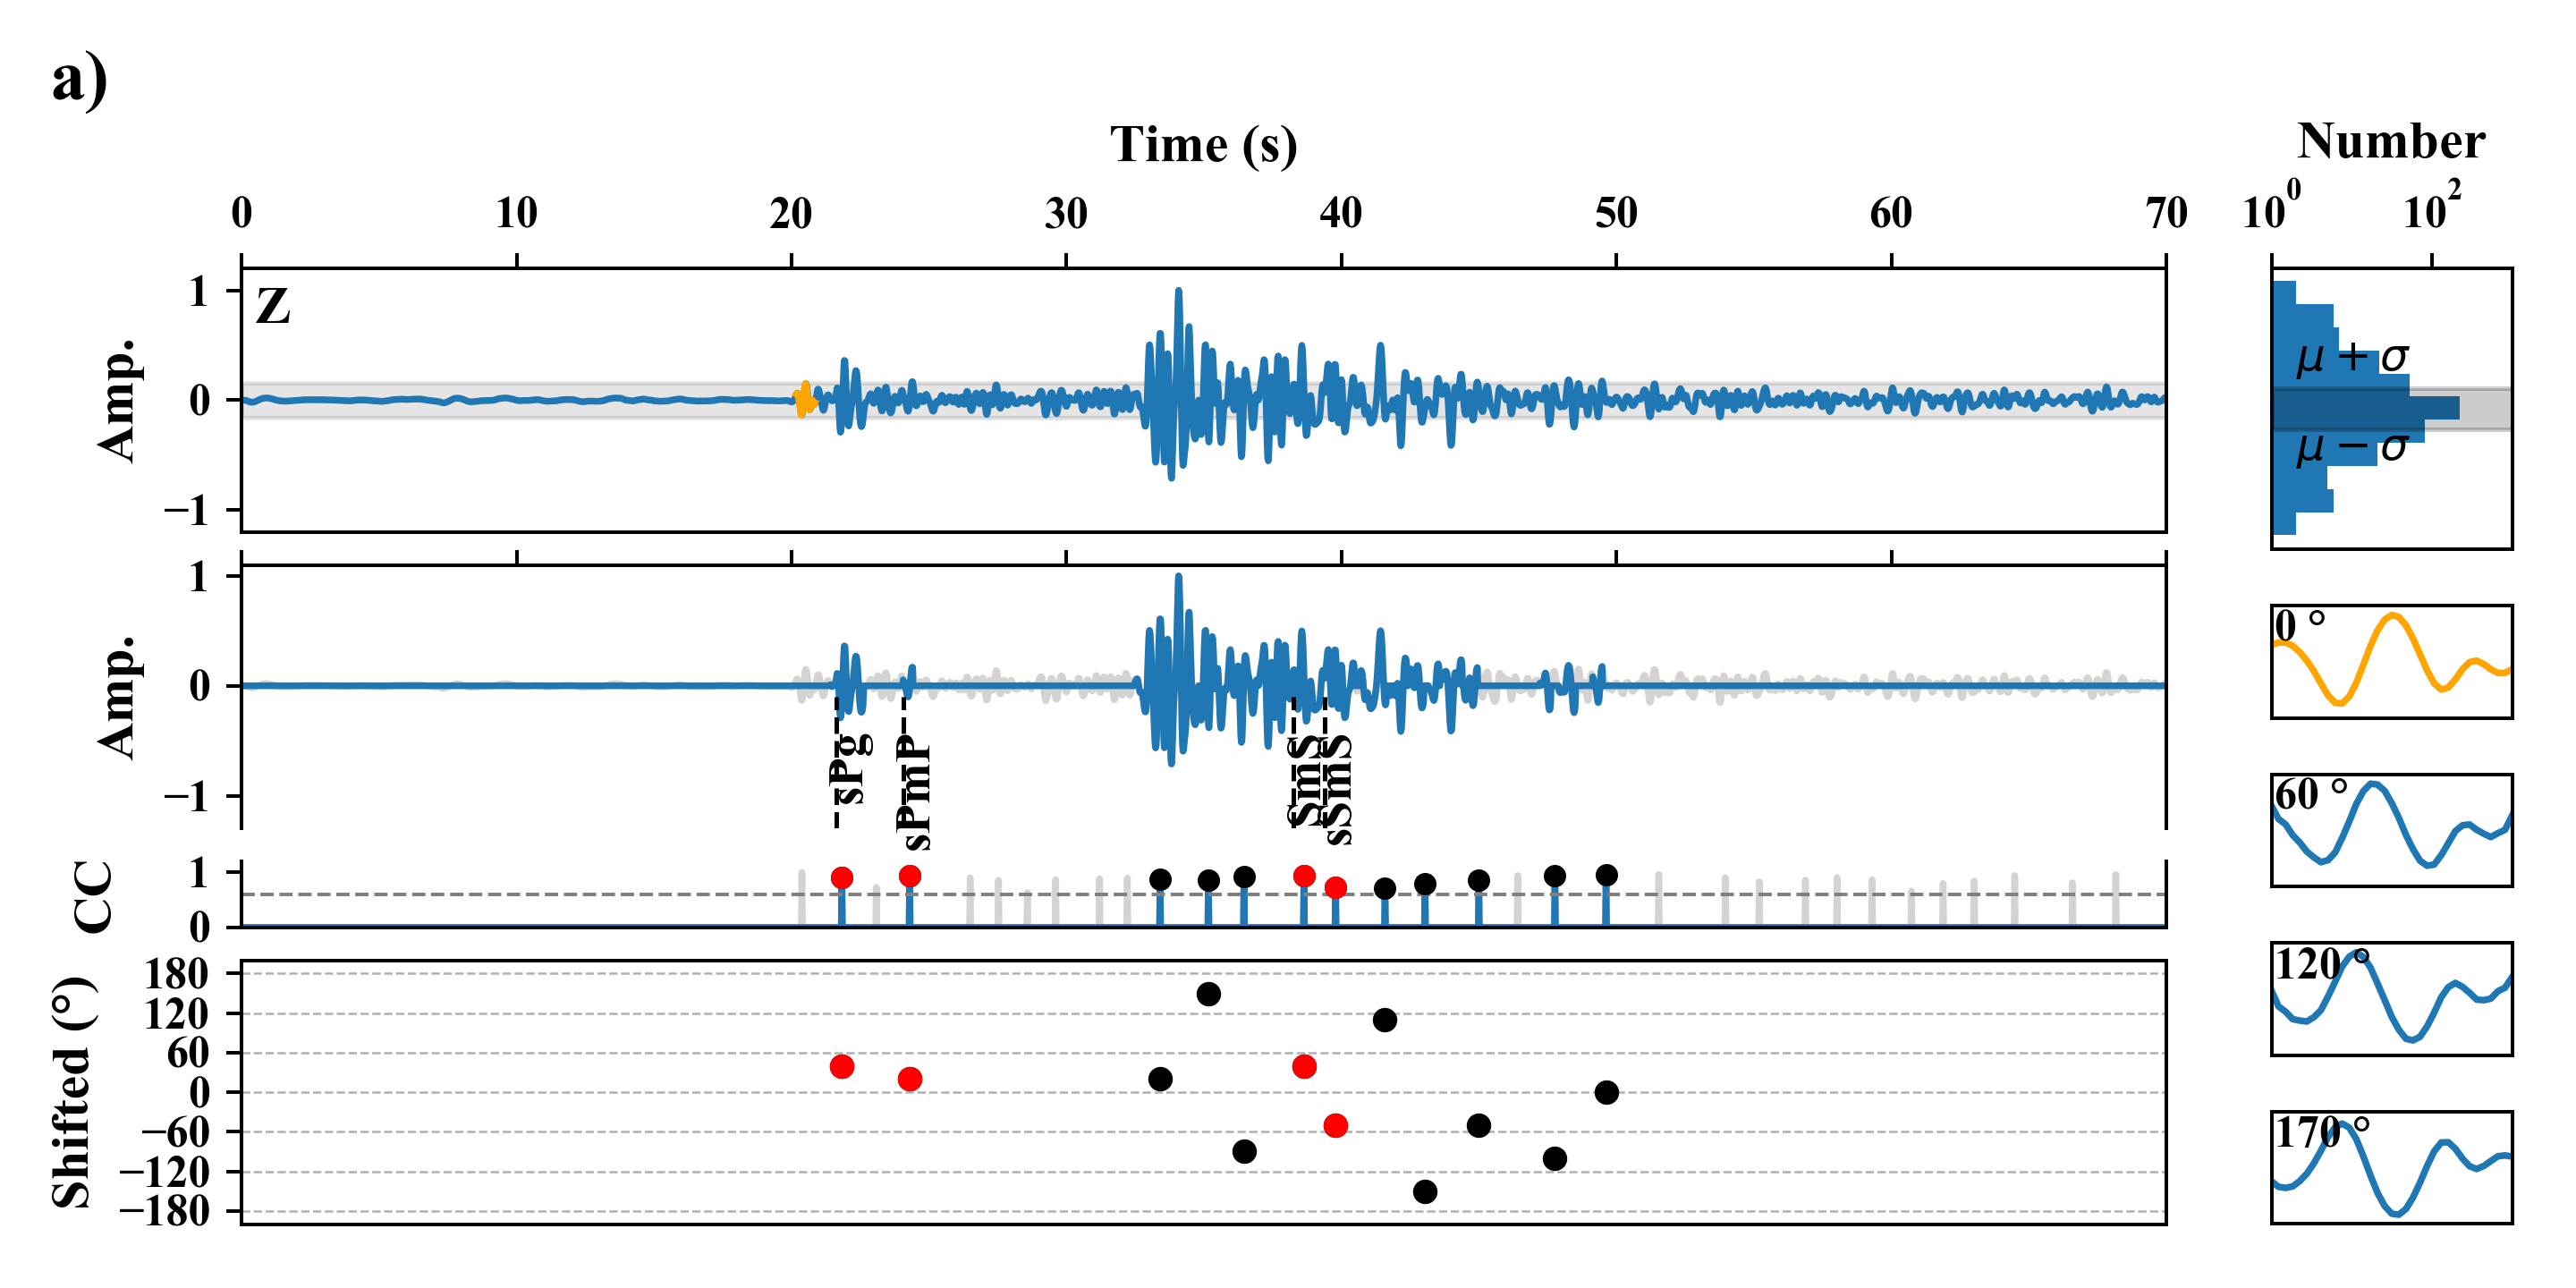 a)
Time (s)
Number
0 10 20 30 40 50 60 70
10^0 10^2
Z
Amp.
1
0
−1
μ + σ
μ − σ
Amp.
1
0
−1
sPg
sPmP
SmS
sSmS
0 °
60 °
120 °
170 °
CC
1
0
Shifted (°)
180
120
60
0
−60
−120
−180